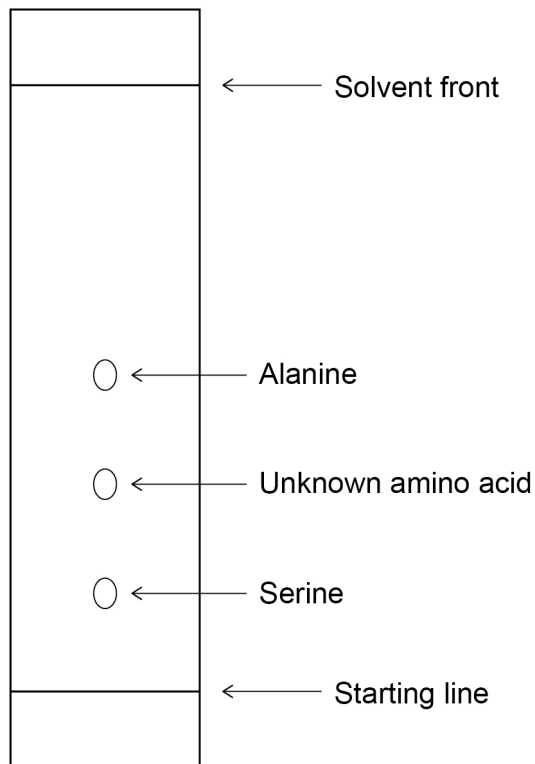 Solvent front
Alanine
Unknown amino acid
Serine
Starting line